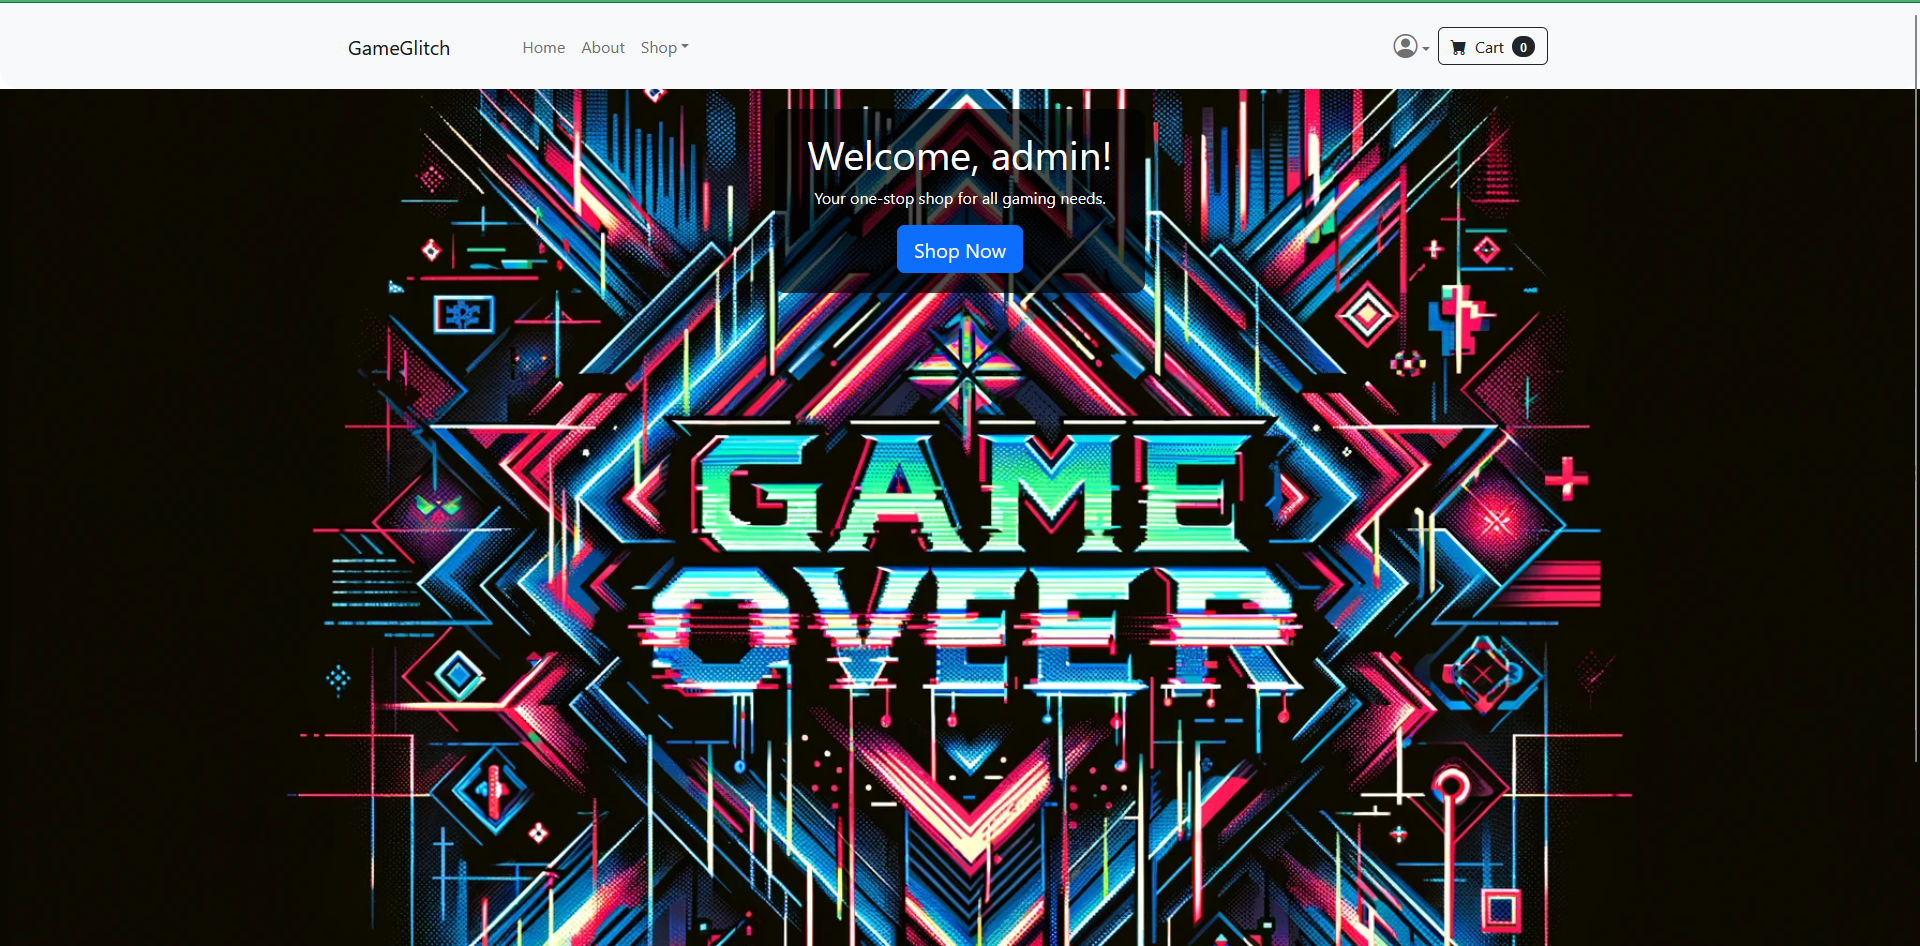 GameGlitch
Home About Shop
Cart 0
Welcome, admin!
Your one-stop shop for all gaming needs.
Shop Now
GAME
OVEER